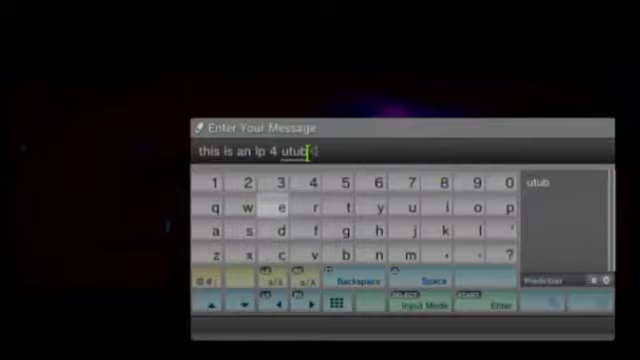 Enter Your Message
this is an lp 4 utub
1 2 3 4 5 6 7 8 9 0
utub
q w e r t y u i o p
a s d f g h j k l '
z x c v b n m , . ?
a/A
Backspace
Space
Prediction
Input Mode
Enter